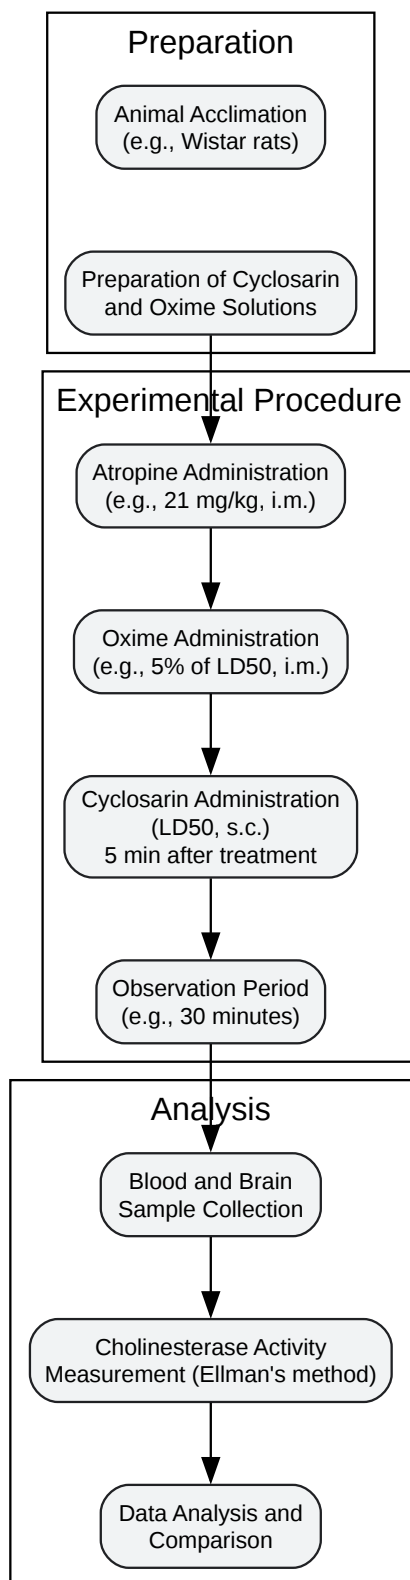 Preparation
Animal Acclimation
(e.g., Wistar rats)
Preparation of Cyclosarin
and Oxime Solutions
Experimental Procedure
Atropine Administration
(e.g., 21 mg/kg, i.m.)
Oxime Administration
(e.g., 5% of LD50, i.m.)
Cyclosarin Administration
(LD50, s.c.)
5 min after treatment
Observation Period
(e.g., 30 minutes)
Analysis
Blood and Brain
Sample Collection
Cholinesterase Activity
Measurement (Ellman's method)
Data Analysis and
Comparison